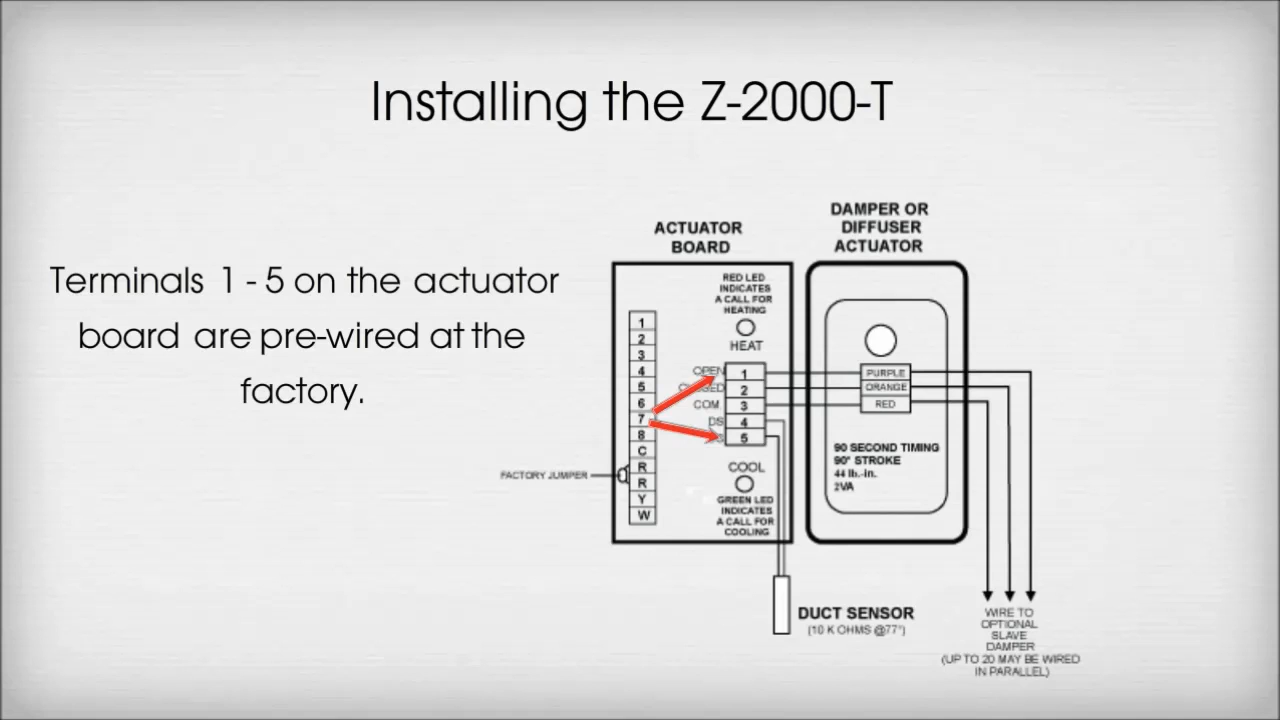 Installing the Z-2000-T
Terminals 1 - 5 on the actuator
board are pre-wired at the
factory.
ACTUATOR
BOARD
DAMPER OR
DIFFUSER
ACTUATOR
RED LED
INDICATES
A CALL FOR
HEATING
HEAT
1
2
3
4
5
6
7
8
C
R
R
Y
W
FACTORY JUMPER
OPEN
COM
DS
1
2
3
4
5
COOL
GREEN LED
INDICATES
A CALL FOR
COOLING
PURPLE
ORANGE
RED
90 SECOND TIMING
90° STROKE
44 lb.-in.
2VA
DUCT SENSOR
(10 K OHMS @77°)
WIRE TO
OPTIONAL
SLAVE
DAMPER
(UP TO 20 MAY BE WIRED
IN PARALLEL)